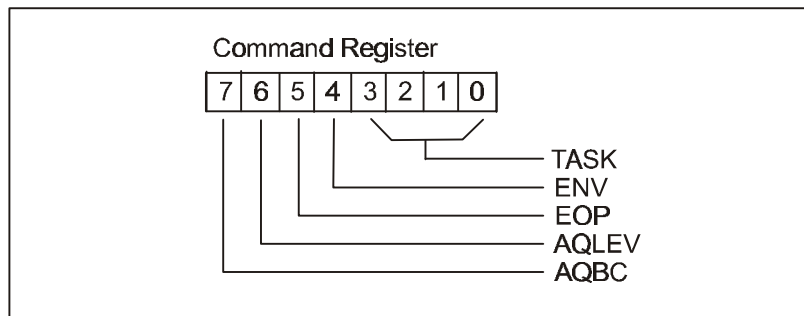 Command Register
7 6 5 4 3 2 1 0
TASK
ENV
EOP
AQLEV
AQBC